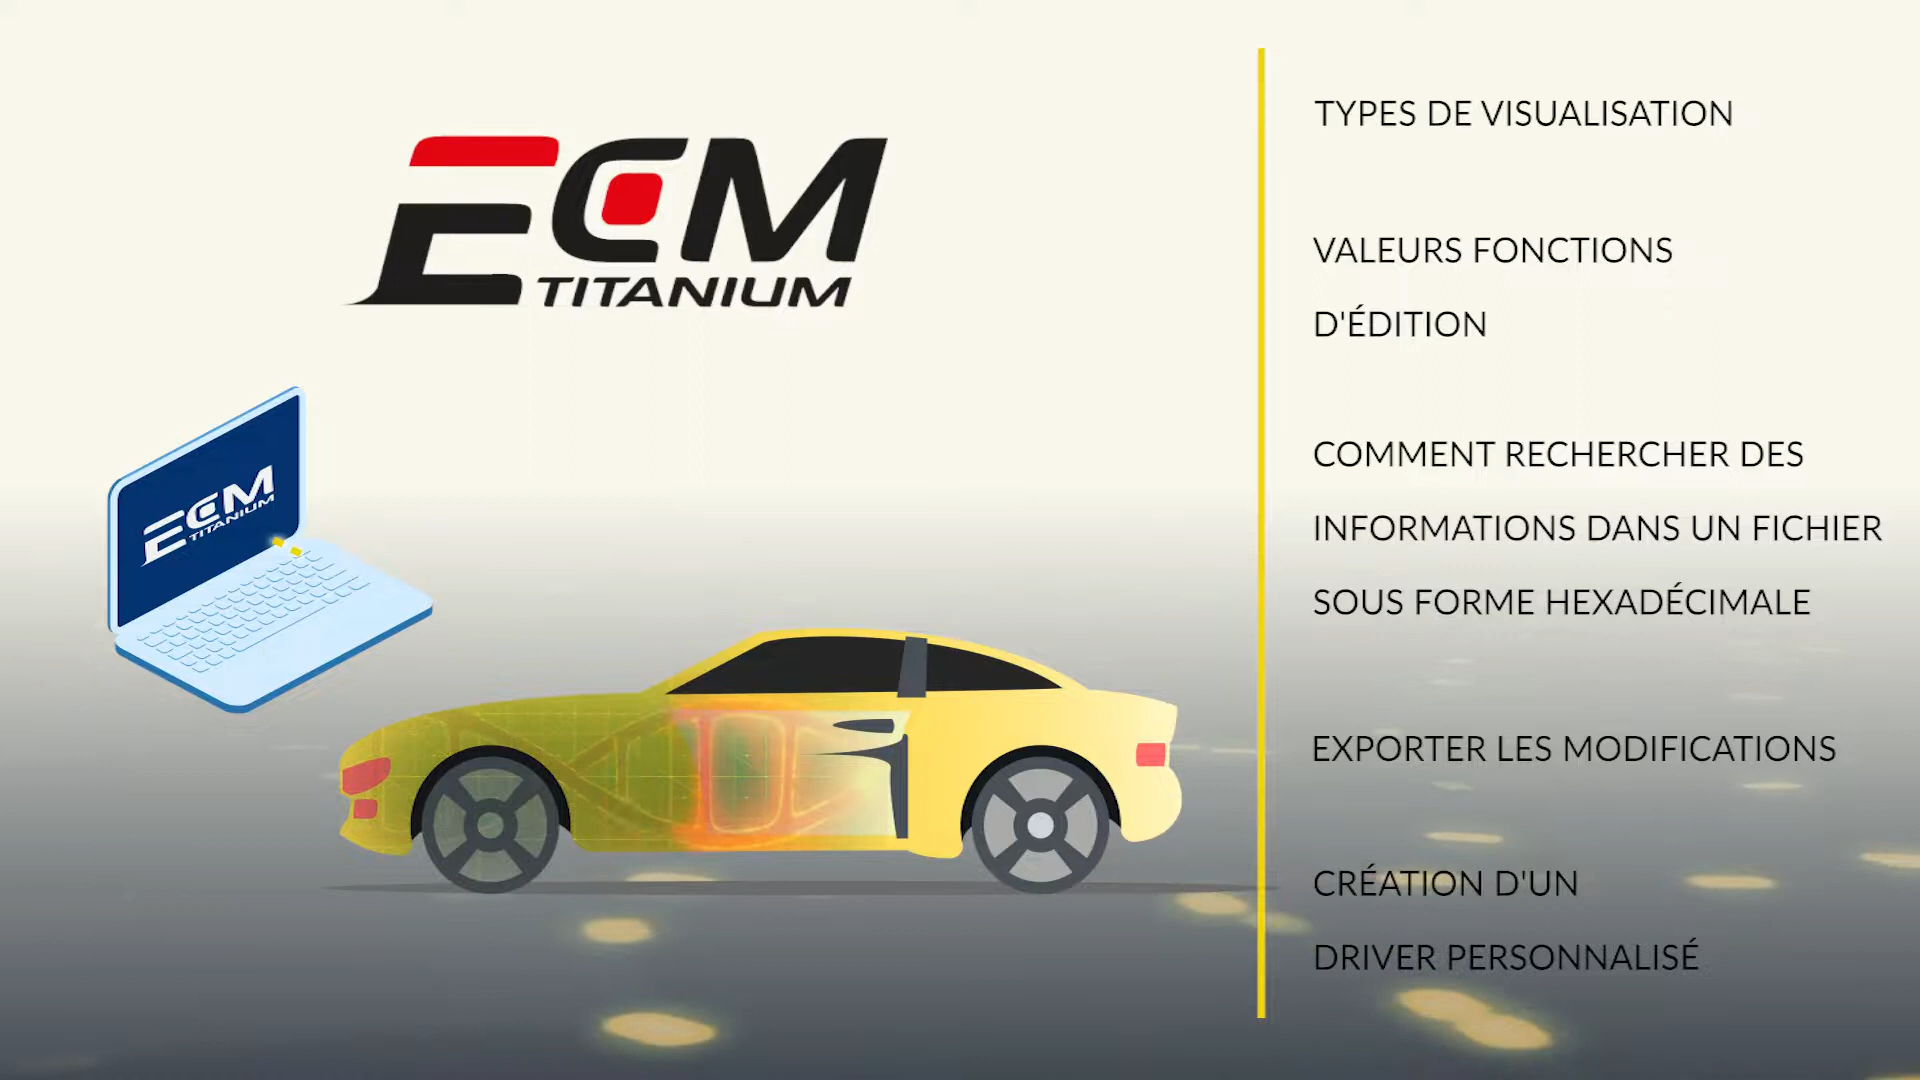 ECM
TITANIUM
ECM
TITANIUM
TYPES DE VISUALISATION
VALEURS FONCTIONS
D'ÉDITION
COMMENT RECHERCHER DES
INFORMATIONS DANS UN FICHIER
SOUS FORME HEXADÉCIMALE
EXPORTER LES MODIFICATIONS
CRÉATION D'UN
DRIVER PERSONNALISÉ